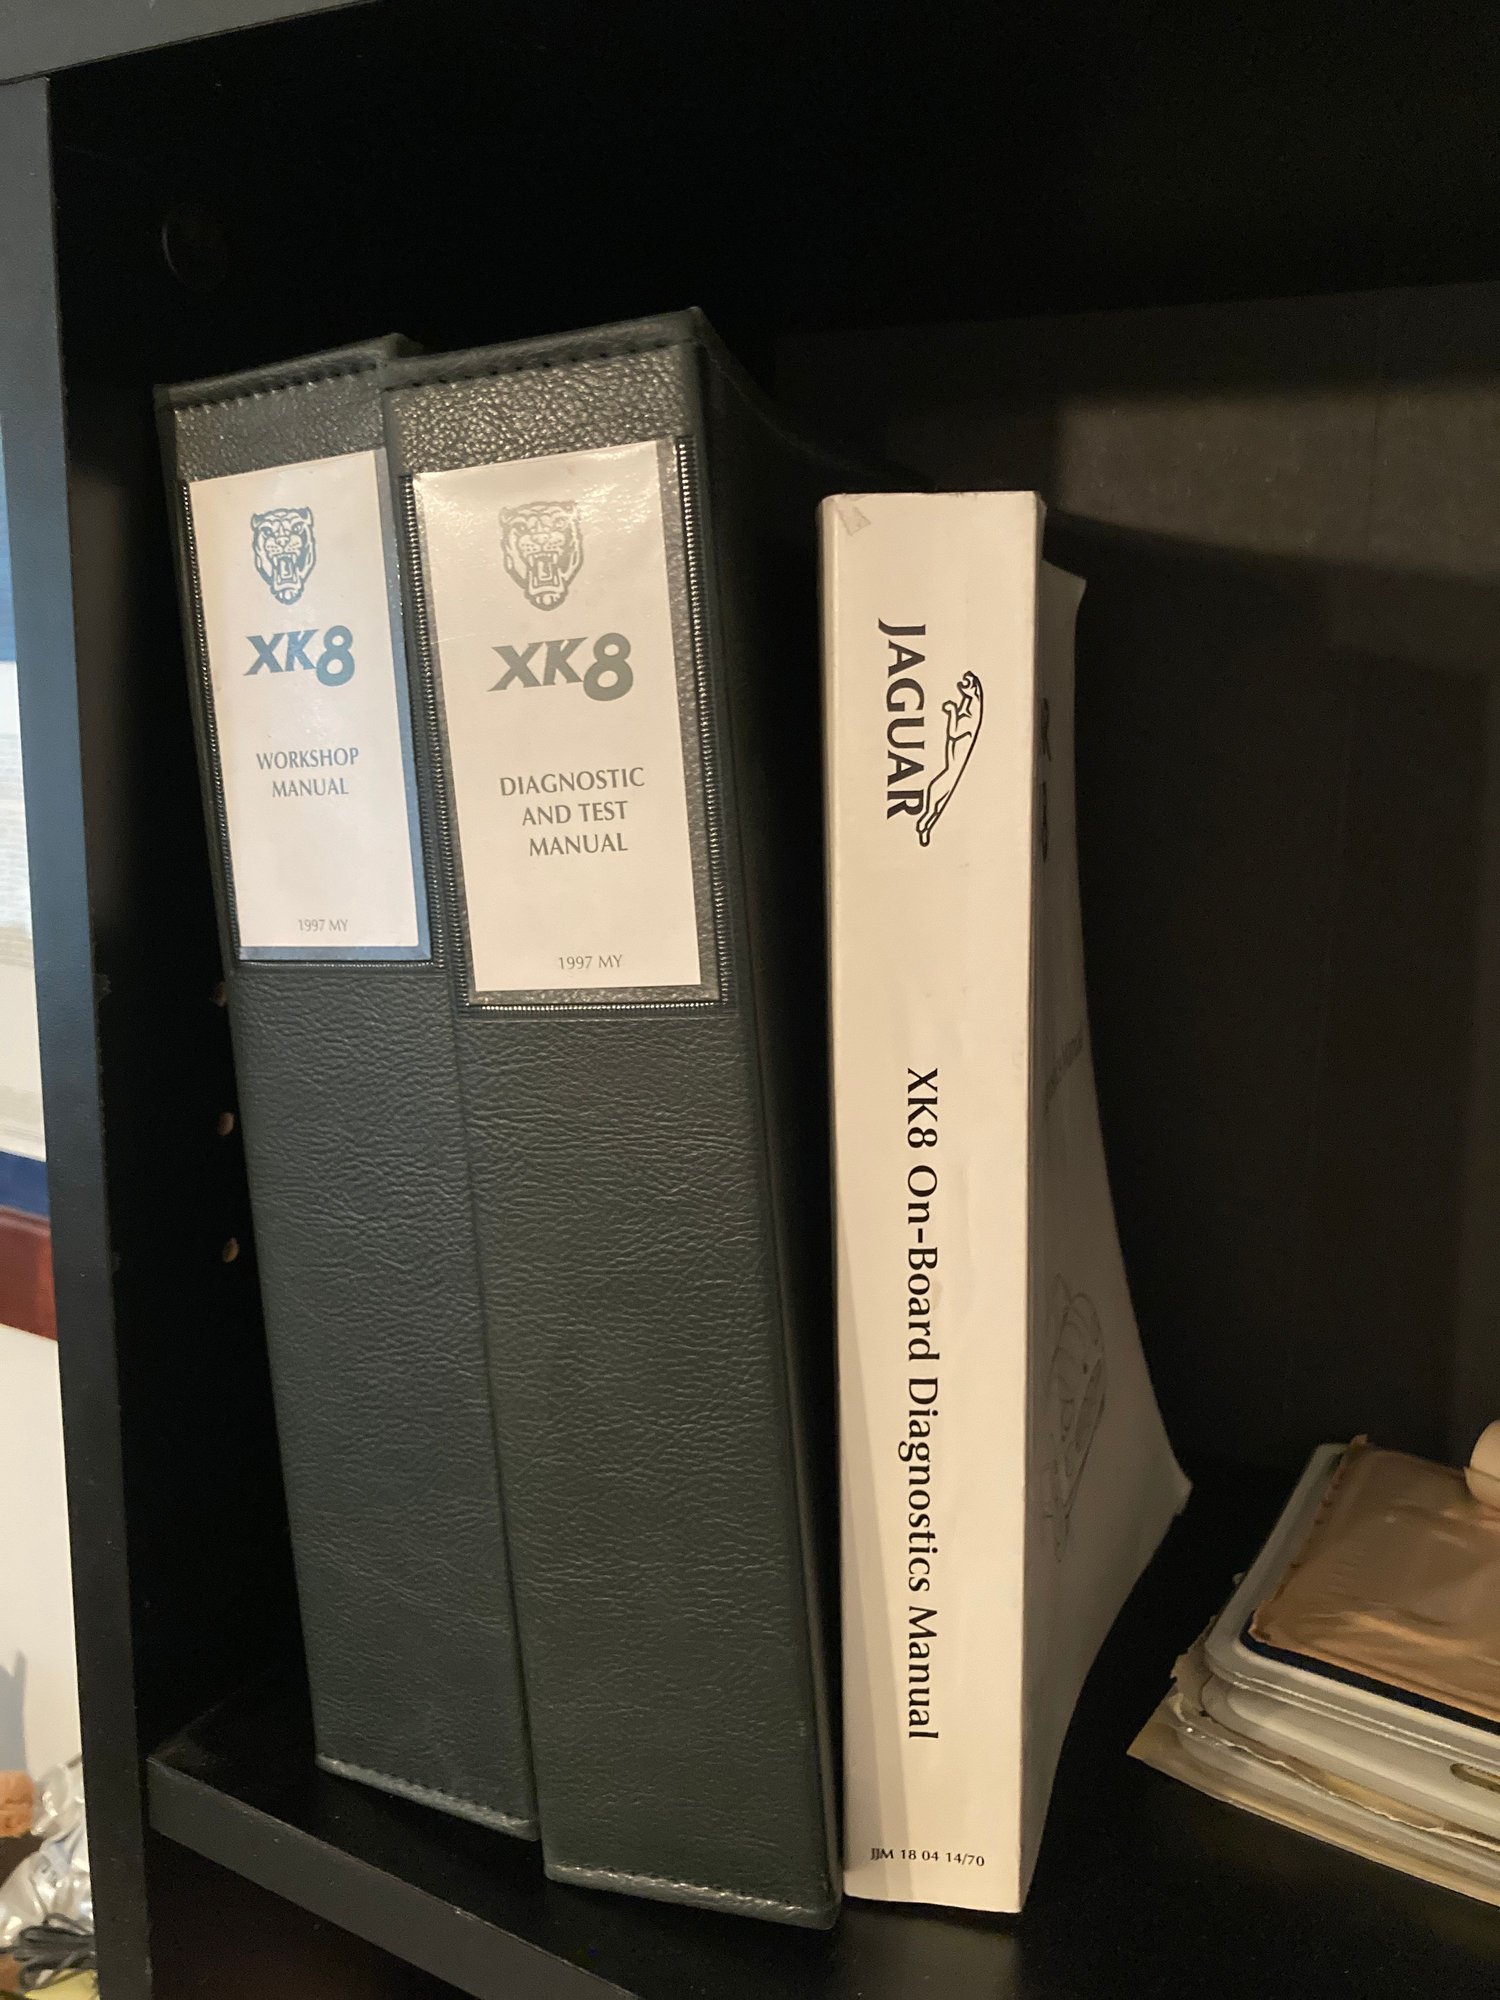 XK8
WORKSHOP
MANUAL
1997 MY
XK8
DIAGNOSTIC
AND TEST
MANUAL
1997 MY
JAGUAR
XK8 On-Board Diagnostics Manual
JJM 18 04 14/70